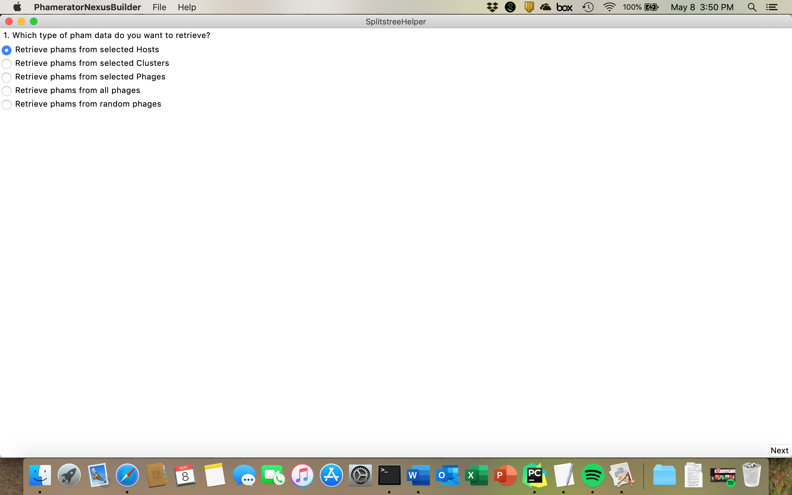 PhameratorNexusBuilder File Help box 100% May 8 3:50 PM
SplitstreeHelper
1. Which type of pham data do you want to retrieve?
Retrieve phams from selected Hosts
Retrieve phams from selected Clusters
Retrieve phams from selected Phages
Retrieve phams from all phages
Retrieve phams from random phages
Next
8
PC